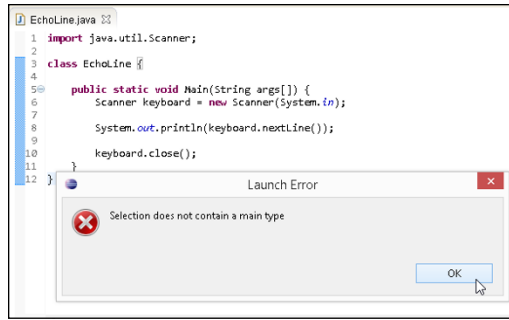 EchoLine.java
1 import java.util.Scanner;
2
3 class EchoLine {
4
5 public static void Main(String args[]) {
6 Scanner keyboard = new Scanner(System.in);
7
8 System.out.println(keyboard.nextLine());
9
10 keyboard.close();
11 }
12 }
Launch Error
Selection does not contain a main type
OK